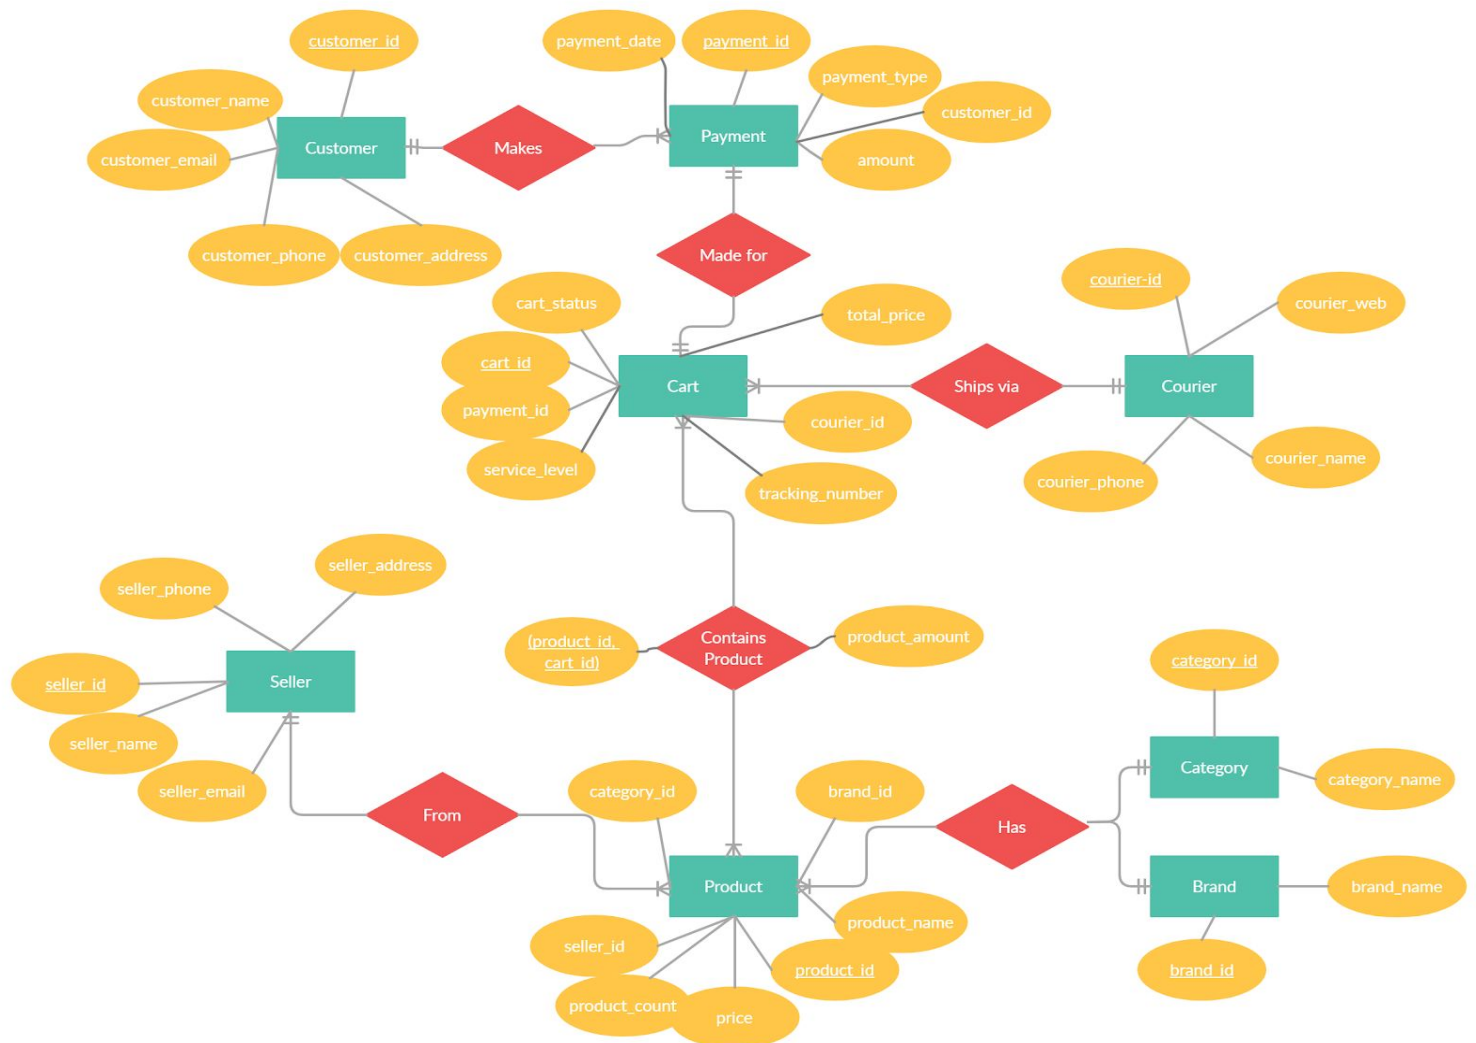 customer_id
payment_date
payment_id
payment_type
customer_name
customer_id
Customer
Makes
Payment
customer_email
amount
customer_phone
customer_address
Made for
courier-id
cart_status
total_price
courier_web
cart_id
Cart
Ships via
Courier
payment_id
courier_id
service_level
tracking_number
courier_phone
courier_name
seller_phone
seller_address
(product_id,
cart_id)
Contains
Product
product_amount
category_id
Seller
seller_id
seller_name
seller_email
Category
category_name
category_id
brand_id
From
Has
Product
Brand
brand_name
product_name
seller_id
product_id
brand_id
product_count
price